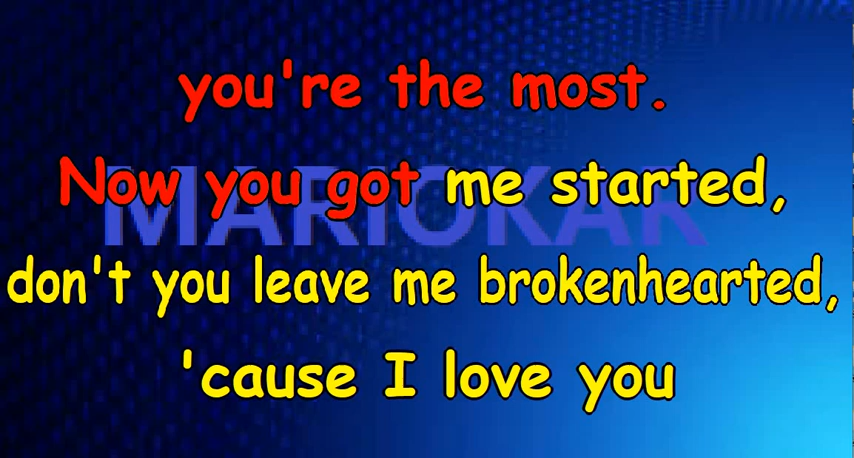 you're the most.
Now you got me started,
MARIOKAR
don't you leave me brokenhearted,
'cause I love you